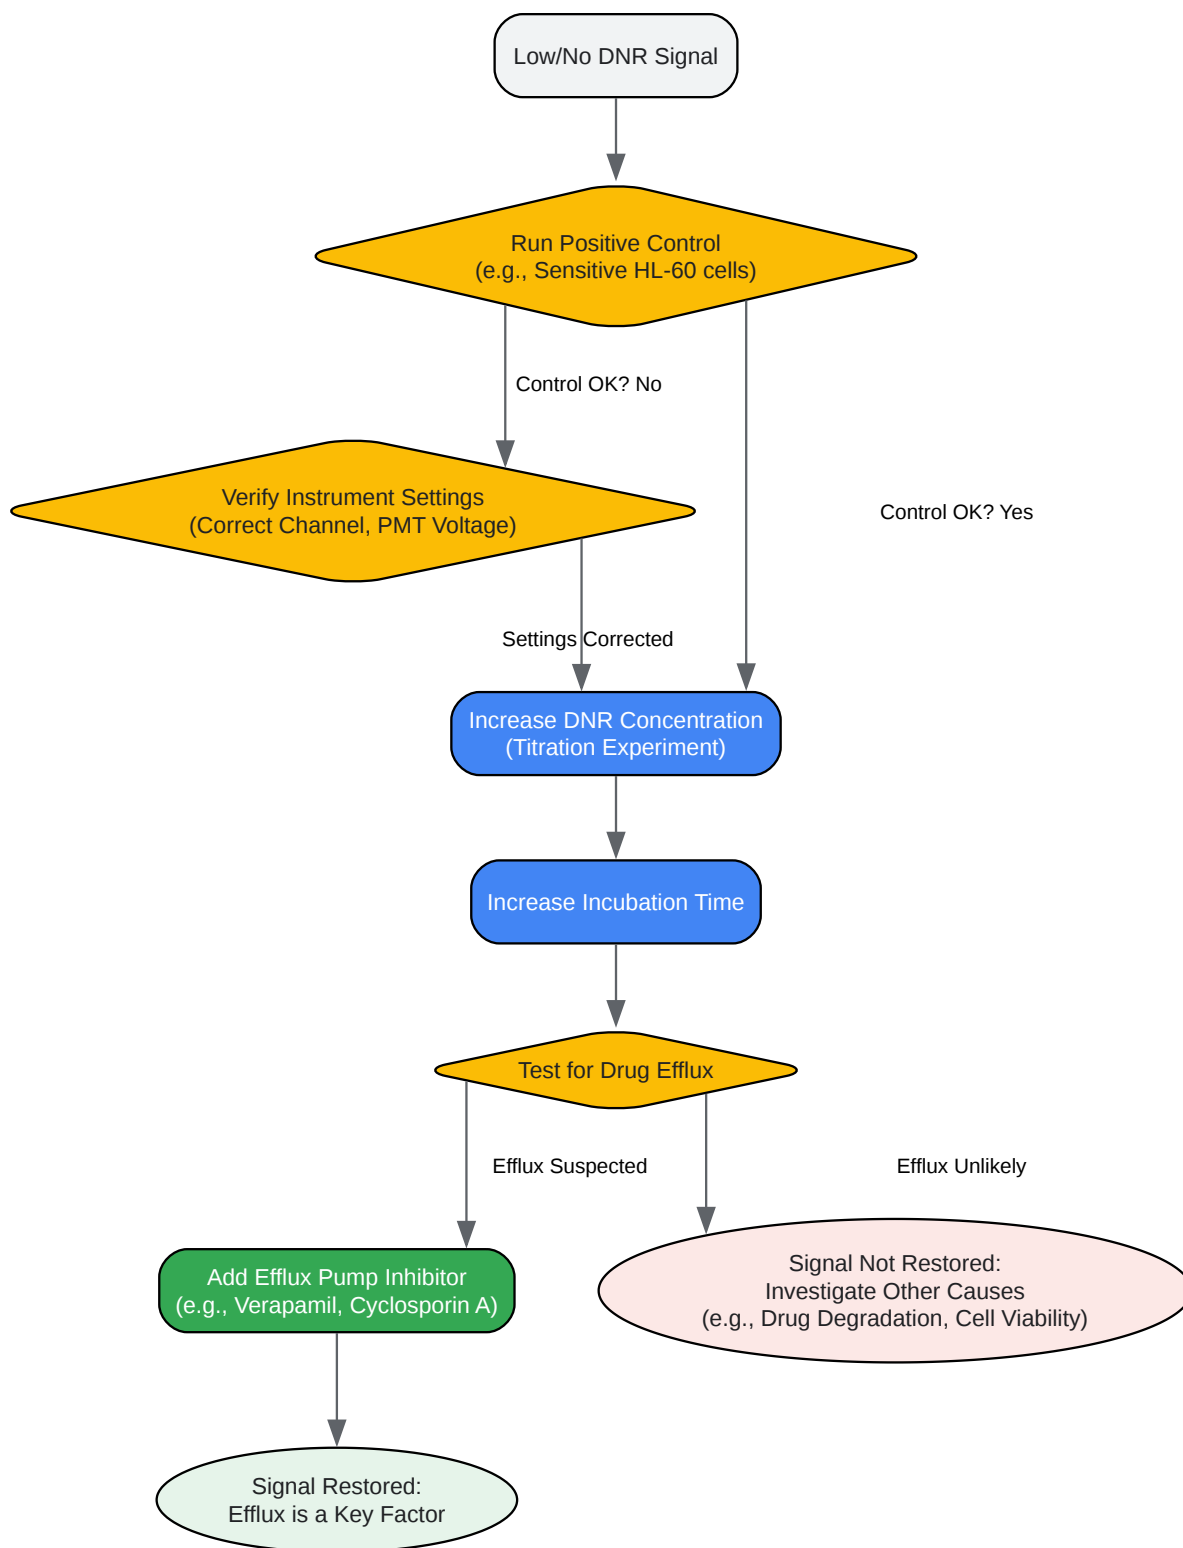 Low/No DNR Signal
Run Positive Control
(e.g., Sensitive HL-60 cells)
Control OK? No
Verify Instrument Settings
(Correct Channel, PMT Voltage)
Control OK? Yes
Settings Corrected
Increase DNR Concentration
(Titration Experiment)
Increase Incubation Time
Test for Drug Efflux
Efflux Suspected
Efflux Unlikely
Add Efflux Pump Inhibitor
(e.g., Verapamil, Cyclosporin A)
Signal Not Restored:
Investigate Other Causes
(e.g., Drug Degradation, Cell Viability)
Signal Restored:
Efflux is a Key Factor